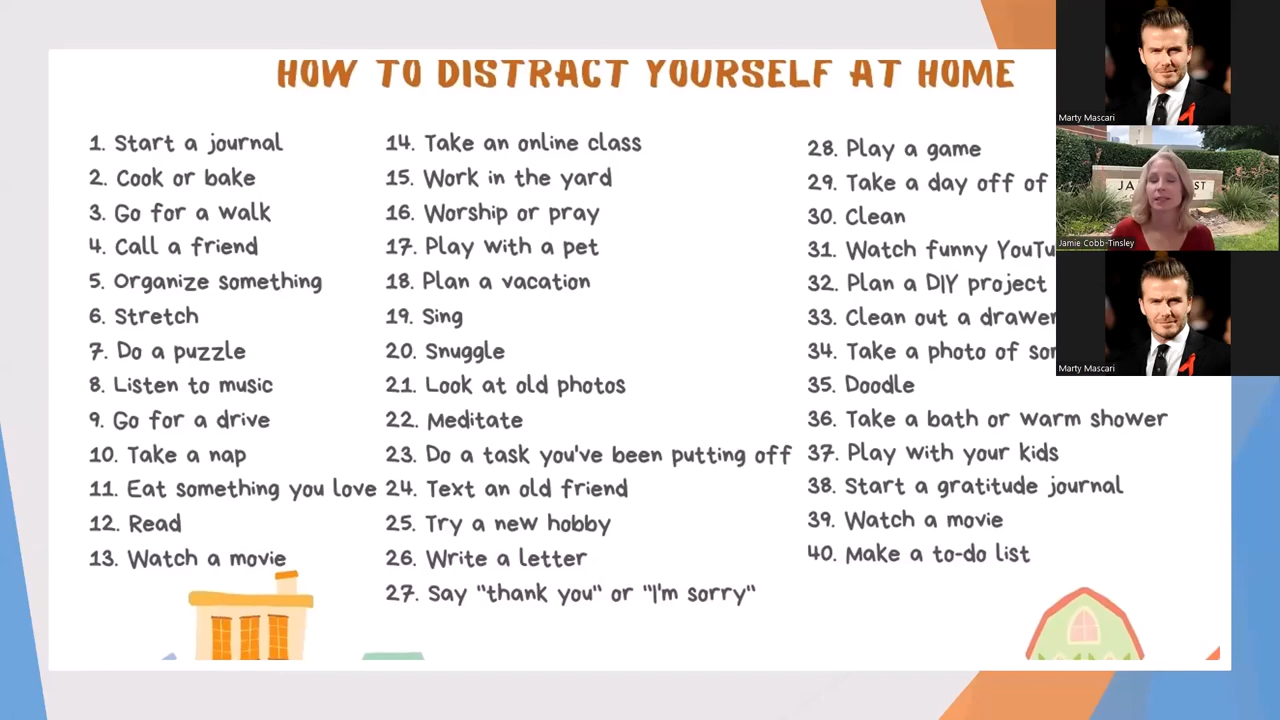 HOW TO DISTRACT YOURSELF AT HOME
1. Start a journal
2. Cook or bake
3. Go for a walk
4. Call a friend
5. Organize something
6. Stretch
7. Do a puzzle
8. Listen to music
9. Go for a drive
10. Take a nap
11. Eat something you love
12. Read
13. Watch a movie
14. Take an online class
15. Work in the yard
16. Worship or pray
17. Play with a pet
18. Plan a vacation
19. Sing
20. Snuggle
21. Look at old photos
22. Meditate
23. Do a task you've been putting off
24. Text an old friend
25. Try a new hobby
26. Write a letter
27. Say "thank you" or "I'm sorry"
28. Play a game
29. Take a day off of
30. Clean
31. Watch funny
32. Plan a DIY project
33. Clean out a drawer
34. Take a photo of
35. Doodle
36. Take a bath or warm shower
37. Play with your kids
38. Start a gratitude journal
39. Watch a movie
40. Make a to-do list
Marty Mascari
Jamie Cobb-Tinsley
Marty Mascari